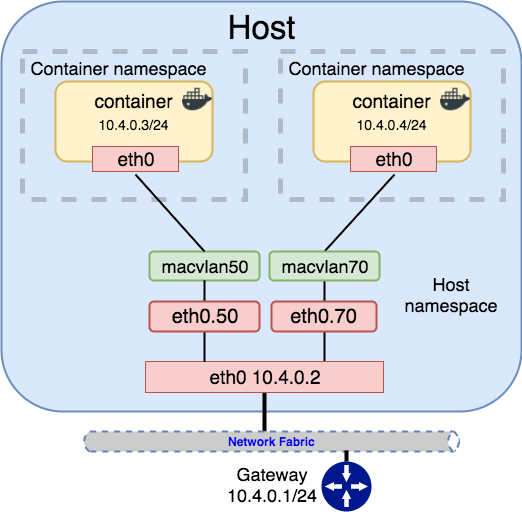 Host
Container namespace
container
10.4.0.3/24
eth0
Container namespace
container
10.4.0.4/24
eth0
macvlan50
macvlan70
eth0.50
eth0.70
Host
namespace
eth0 10.4.0.2
Network Fabric
Gateway
10.4.0.1/24